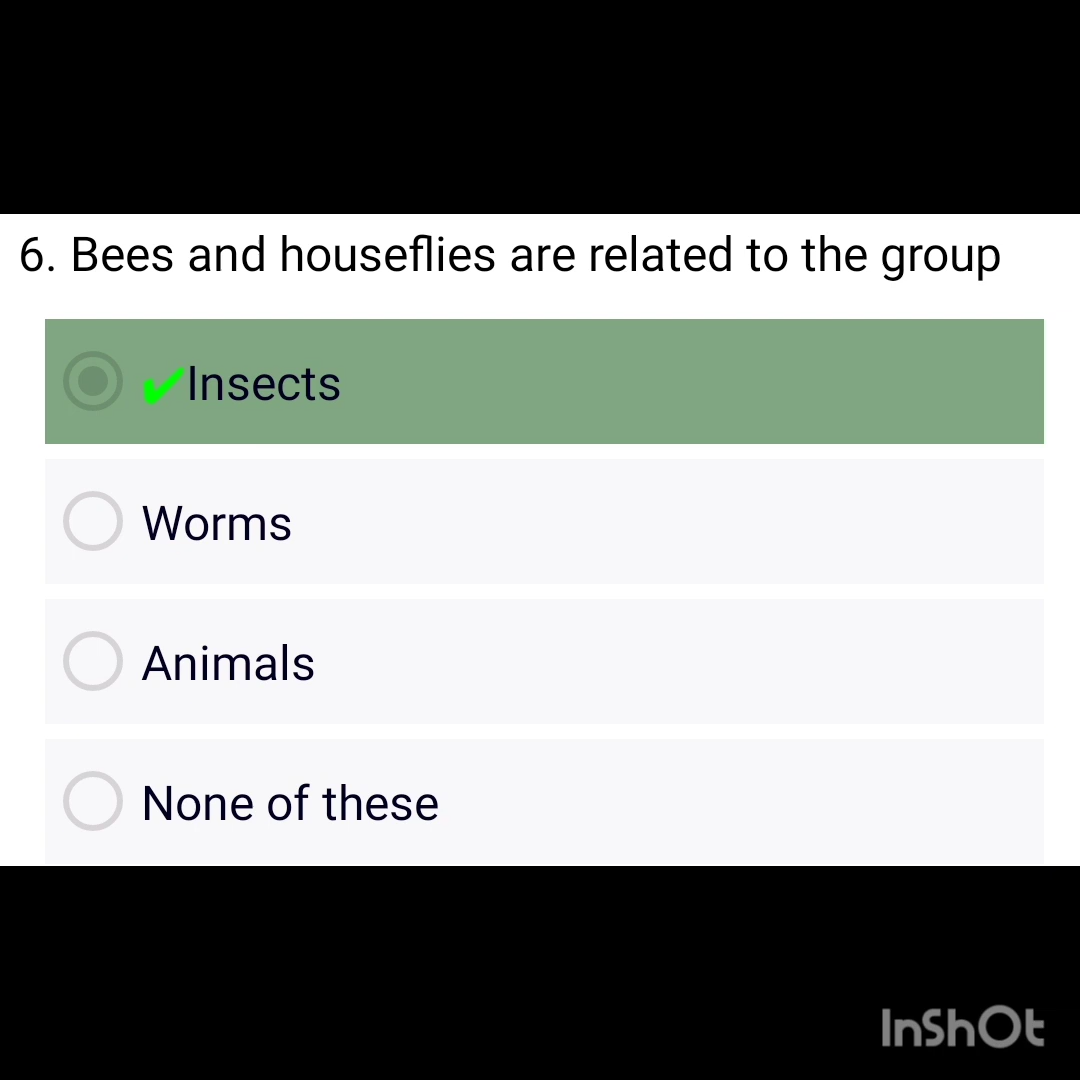 6. Bees and houseflies are related to the group
✔Insects
Worms
Animals
None of these
InShOt